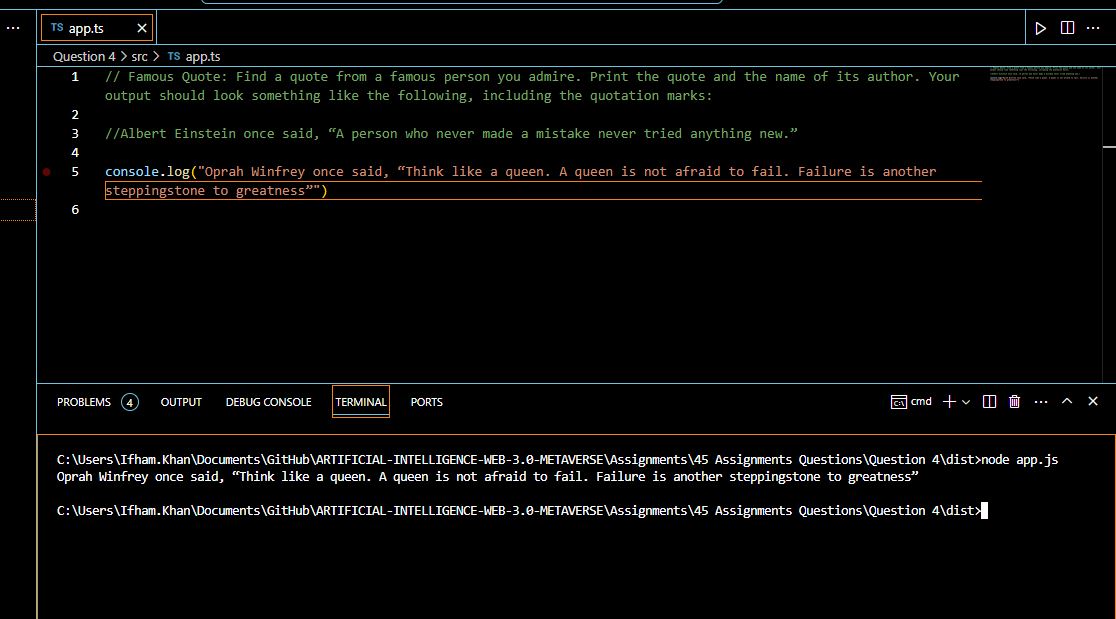 TS app.ts
Question 4 > src > TS app.ts
1 // Famous Quote: Find a quote from a famous person you admire. Print the quote and the name of its author. Your
output should look something like the following, including the quotation marks:
2
3 //Albert Einstein once said, “A person who never made a mistake never tried anything new.”
4
5 console.log("Oprah Winfrey once said, “Think like a queen. A queen is not afraid to fail. Failure is another
steppingstone to greatness”")
6
PROBLEMS 4 OUTPUT DEBUG CONSOLE TERMINAL PORTS cmd
C:\Users\Ifham.Khan\Documents\GitHub\ARTIFICIAL-INTELLIGENCE-WEB-3.0-METAVERSE\Assignments\45 Assignments Questions\Question 4\dist>node app.js
Oprah Winfrey once said, “Think like a queen. A queen is not afraid to fail. Failure is another steppingstone to greatness”
C:\Users\Ifham.Khan\Documents\GitHub\ARTIFICIAL-INTELLIGENCE-WEB-3.0-METAVERSE\Assignments\45 Assignments Questions\Question 4\dist>